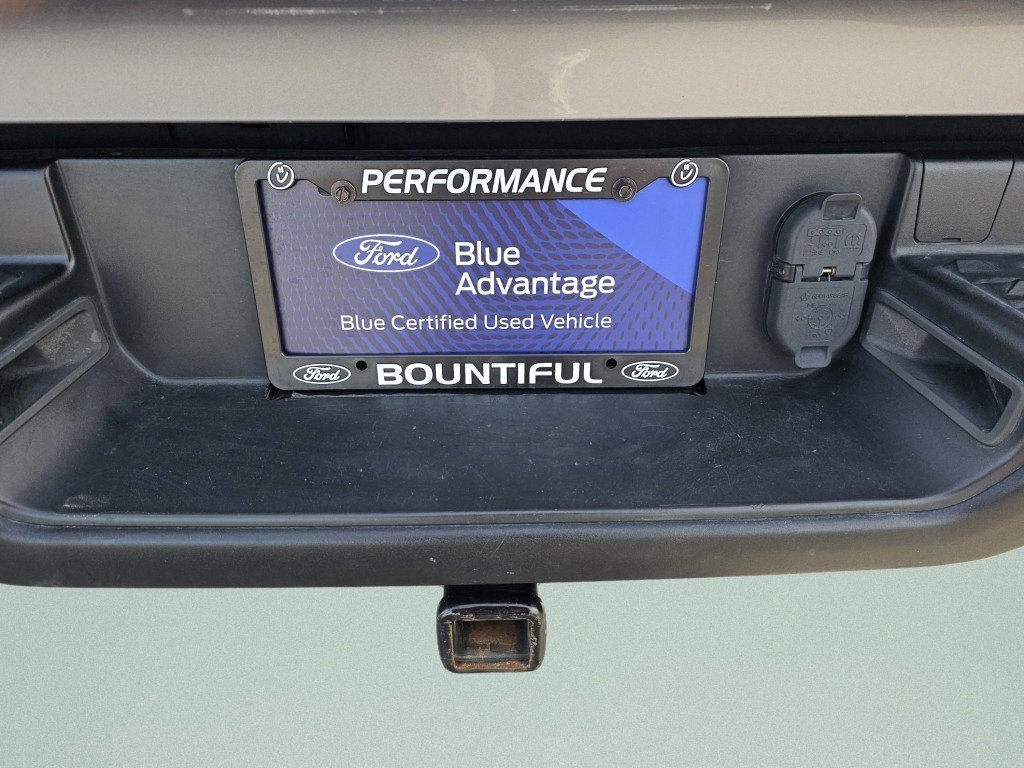 PERFORMANCE
Ford
Blue
Advantage
Blue Certified Used Vehicle
Ford BOUNTIFUL Ford